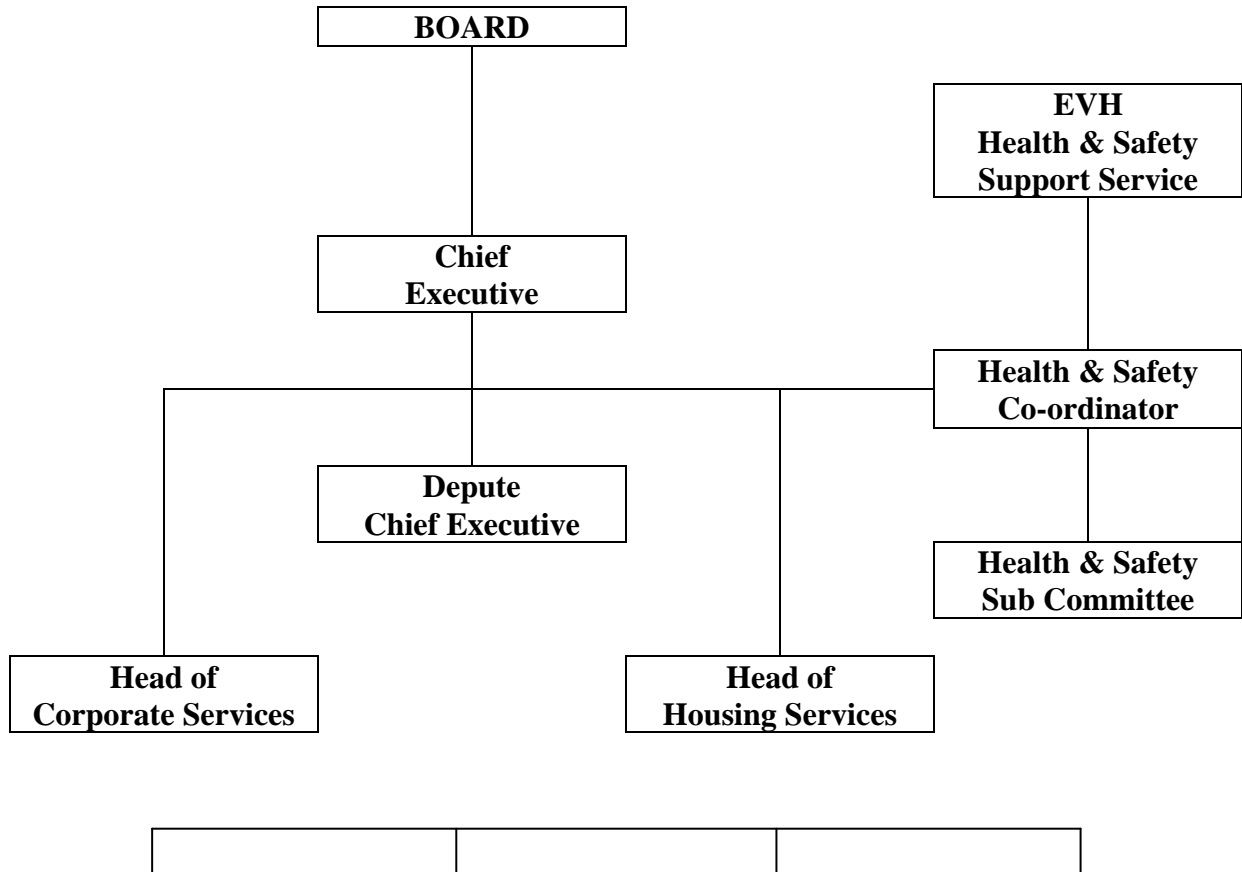 BOARD
EVH
Health & Safety
Support Service
Chief
Executive
Health & Safety
Co-ordinator
Depute
Chief Executive
Health & Safety
Sub Committee
Head of
Corporate Services
Head of
Housing Services